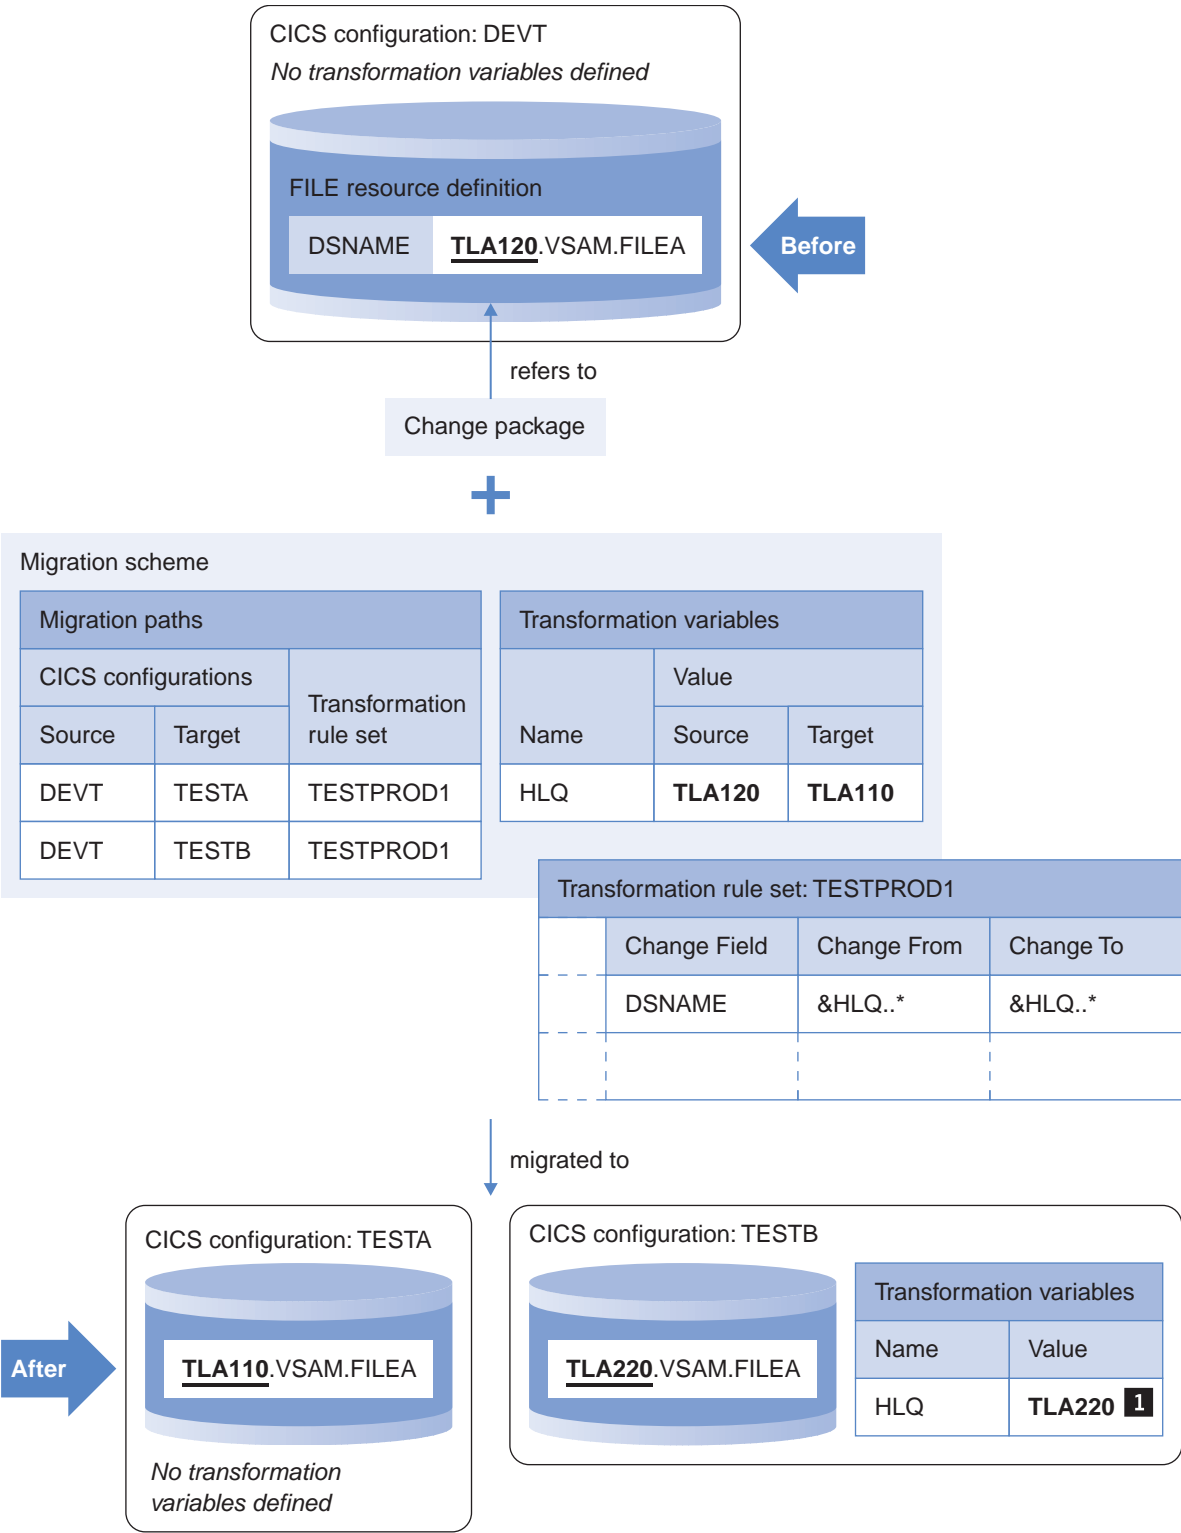 CICS configuration: DEVT
No transformation variables defined
FILE resource definition
DSNAME TLA120.VSAM.FILEA
Before
refers to
Change package
+
Migration scheme
Migration paths
CICS configurations
Transformation
rule set
Source Target
DEVT TESTA TESTPROD1
DEVT TESTB TESTPROD1
Transformation variables
Value
Name Source Target
HLQ TLA120 TLA110
Transformation rule set: TESTPROD1
Change Field Change From Change To
DSNAME &HLQ..* &HLQ..*
migrated to
After
CICS configuration: TESTA
TLA110.VSAM.FILEA
No transformation
variables defined
CICS configuration: TESTB
TLA220.VSAM.FILEA
Transformation variables
Name Value
HLQ TLA220 1